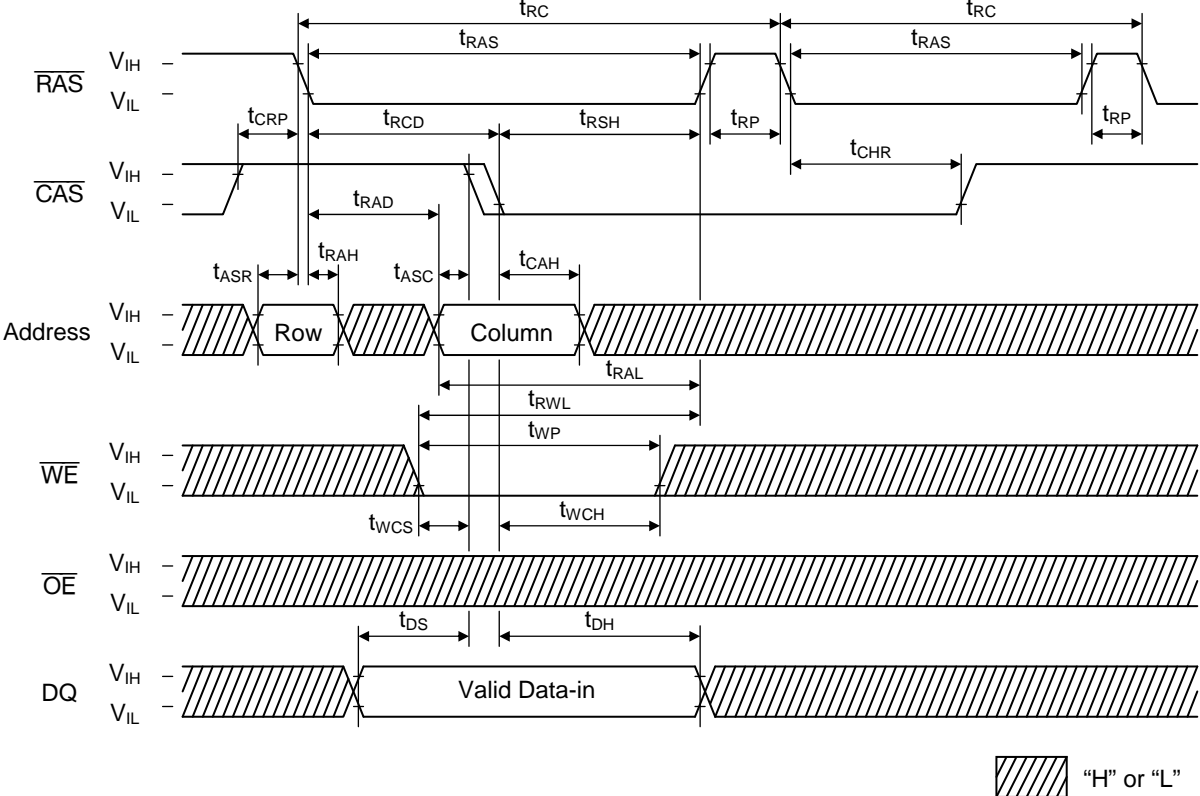 tRC tRC
tRAS tRAS
RAS VIH VIL
tCRP tRCD tRSH tRP tRP
tCHR
CAS VIH VIL
tRAD
tRAH
tASR tASC tCAH
Address VIH VIL Row Column
tRAL
tRWL
tWP
WE VIH VIL
tWCS tWCH
OE VIH VIL
tDS tDH
DQ VIH VIL Valid Data-in
“H” or “L”